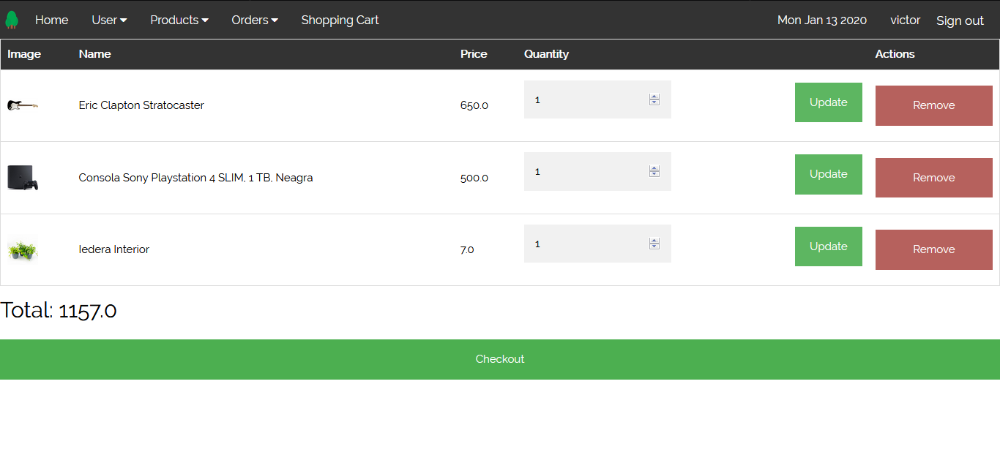 Home User Products Orders Shopping Cart Mon Jan 13 2020 victor Sign out
Image Name Price Quantity Actions
Eric Clapton Stratocaster 650.0 1 Update Remove
Consola Sony Playstation 4 SLIM, 1 TB, Neagra 500.0 1 Update Remove
Iedera Interior 7.0 1 Update Remove
Total: 1157.0
Checkout